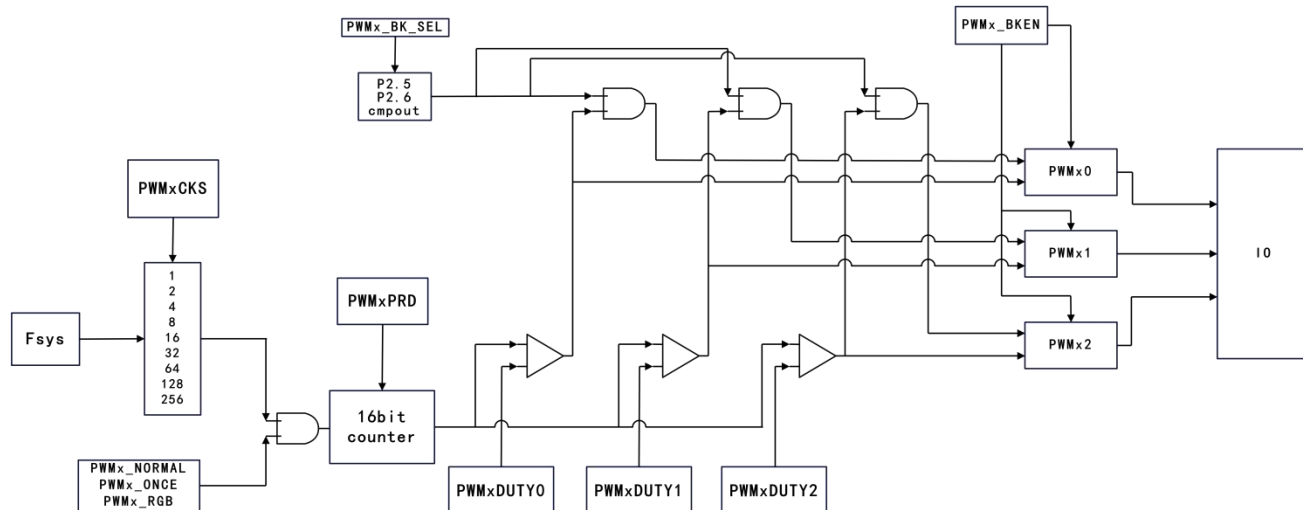 PWMx_BK_SEL
PWMx_BKEN
P2.5
P2.6
cmpout
PWMxCKS
PWMx0
PWMx1
PWMx2
IO
1
2
4
8
16
32
64
128
256
Fsys
PWMxPRD
16bit
counter
PWMx_NORMAL
PWMx_ONCE
PWMx_RGB
PWMxDUTY0
PWMxDUTY1
PWMxDUTY2